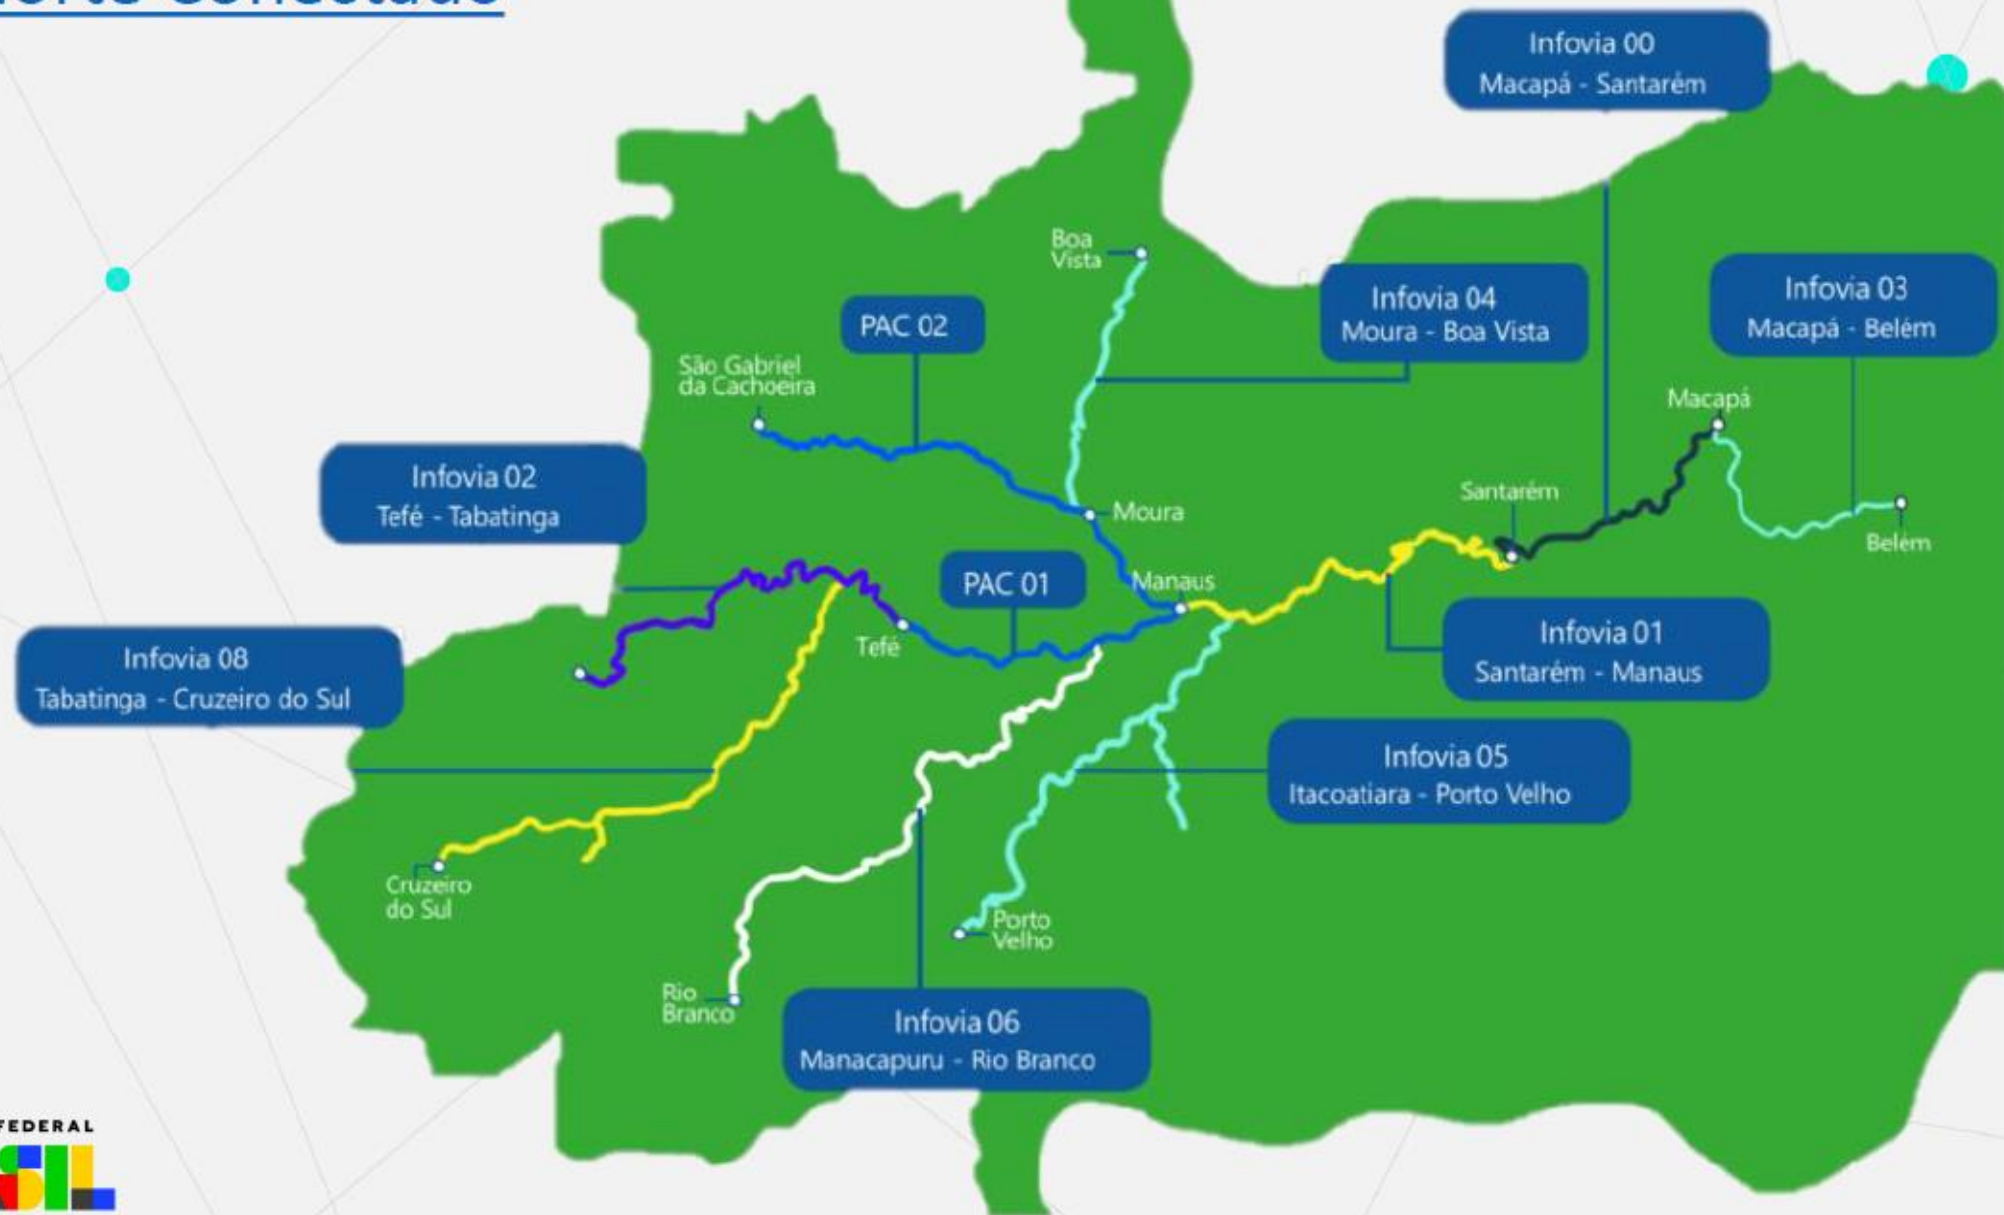 Norte Conectado
Infovia 00
Macapá - Santarém
Boa
Vista
Infovia 04
Moura - Boa Vista
Infovia 03
Macapá - Belém
PAC 02
São Gabriel
da Cachoeira
Macapá
Infovia 02
Tefé - Tabatinga
Santarém
Moura
Belém
PAC 01
Manaus
Tefé
Infovia 01
Santarém - Manaus
Infovia 08
Tabatinga - Cruzeiro do Sul
Infovia 05
Itacoatiara - Porto Velho
Cruzeiro
do Sul
Porto
Velho
Rio
Branco
Infovia 06
Manacapuru - Rio Branco
FEDERAL
SIL